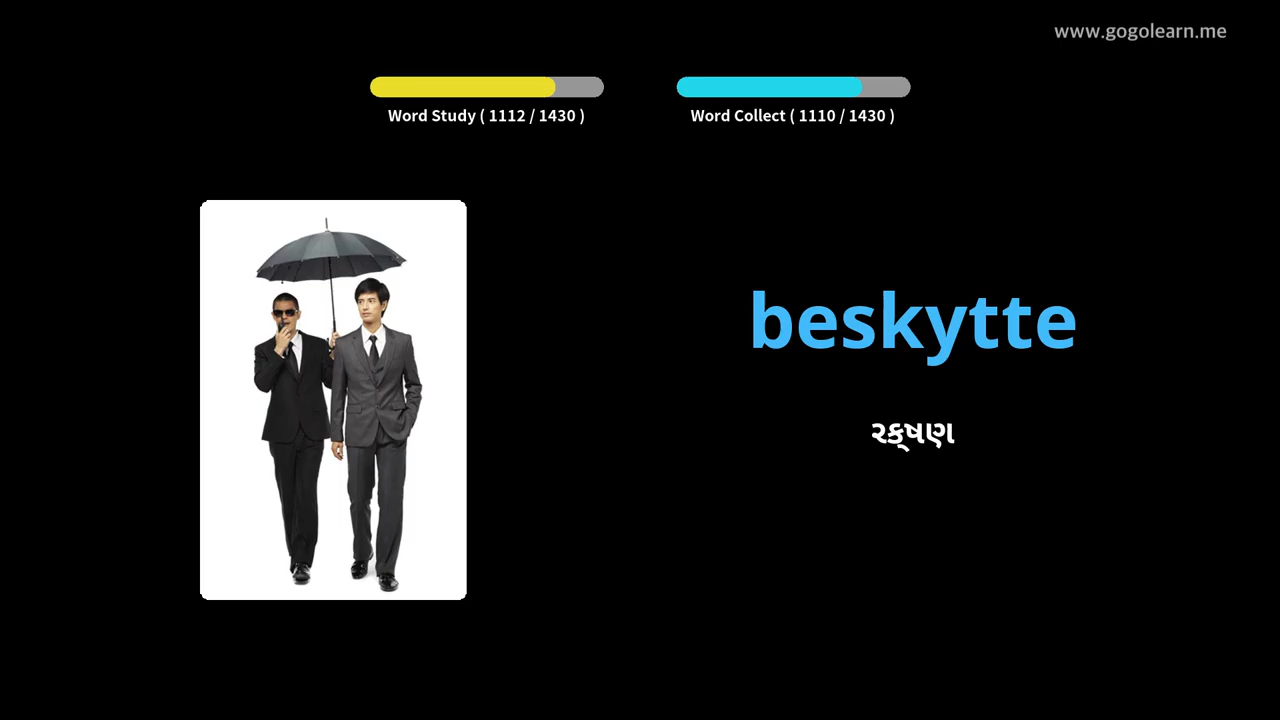 www.gogolearn.me
Word Study ( 1112 / 1430 )
Word Collect ( 1110 / 1430 )
beskytte
રક્ષણ